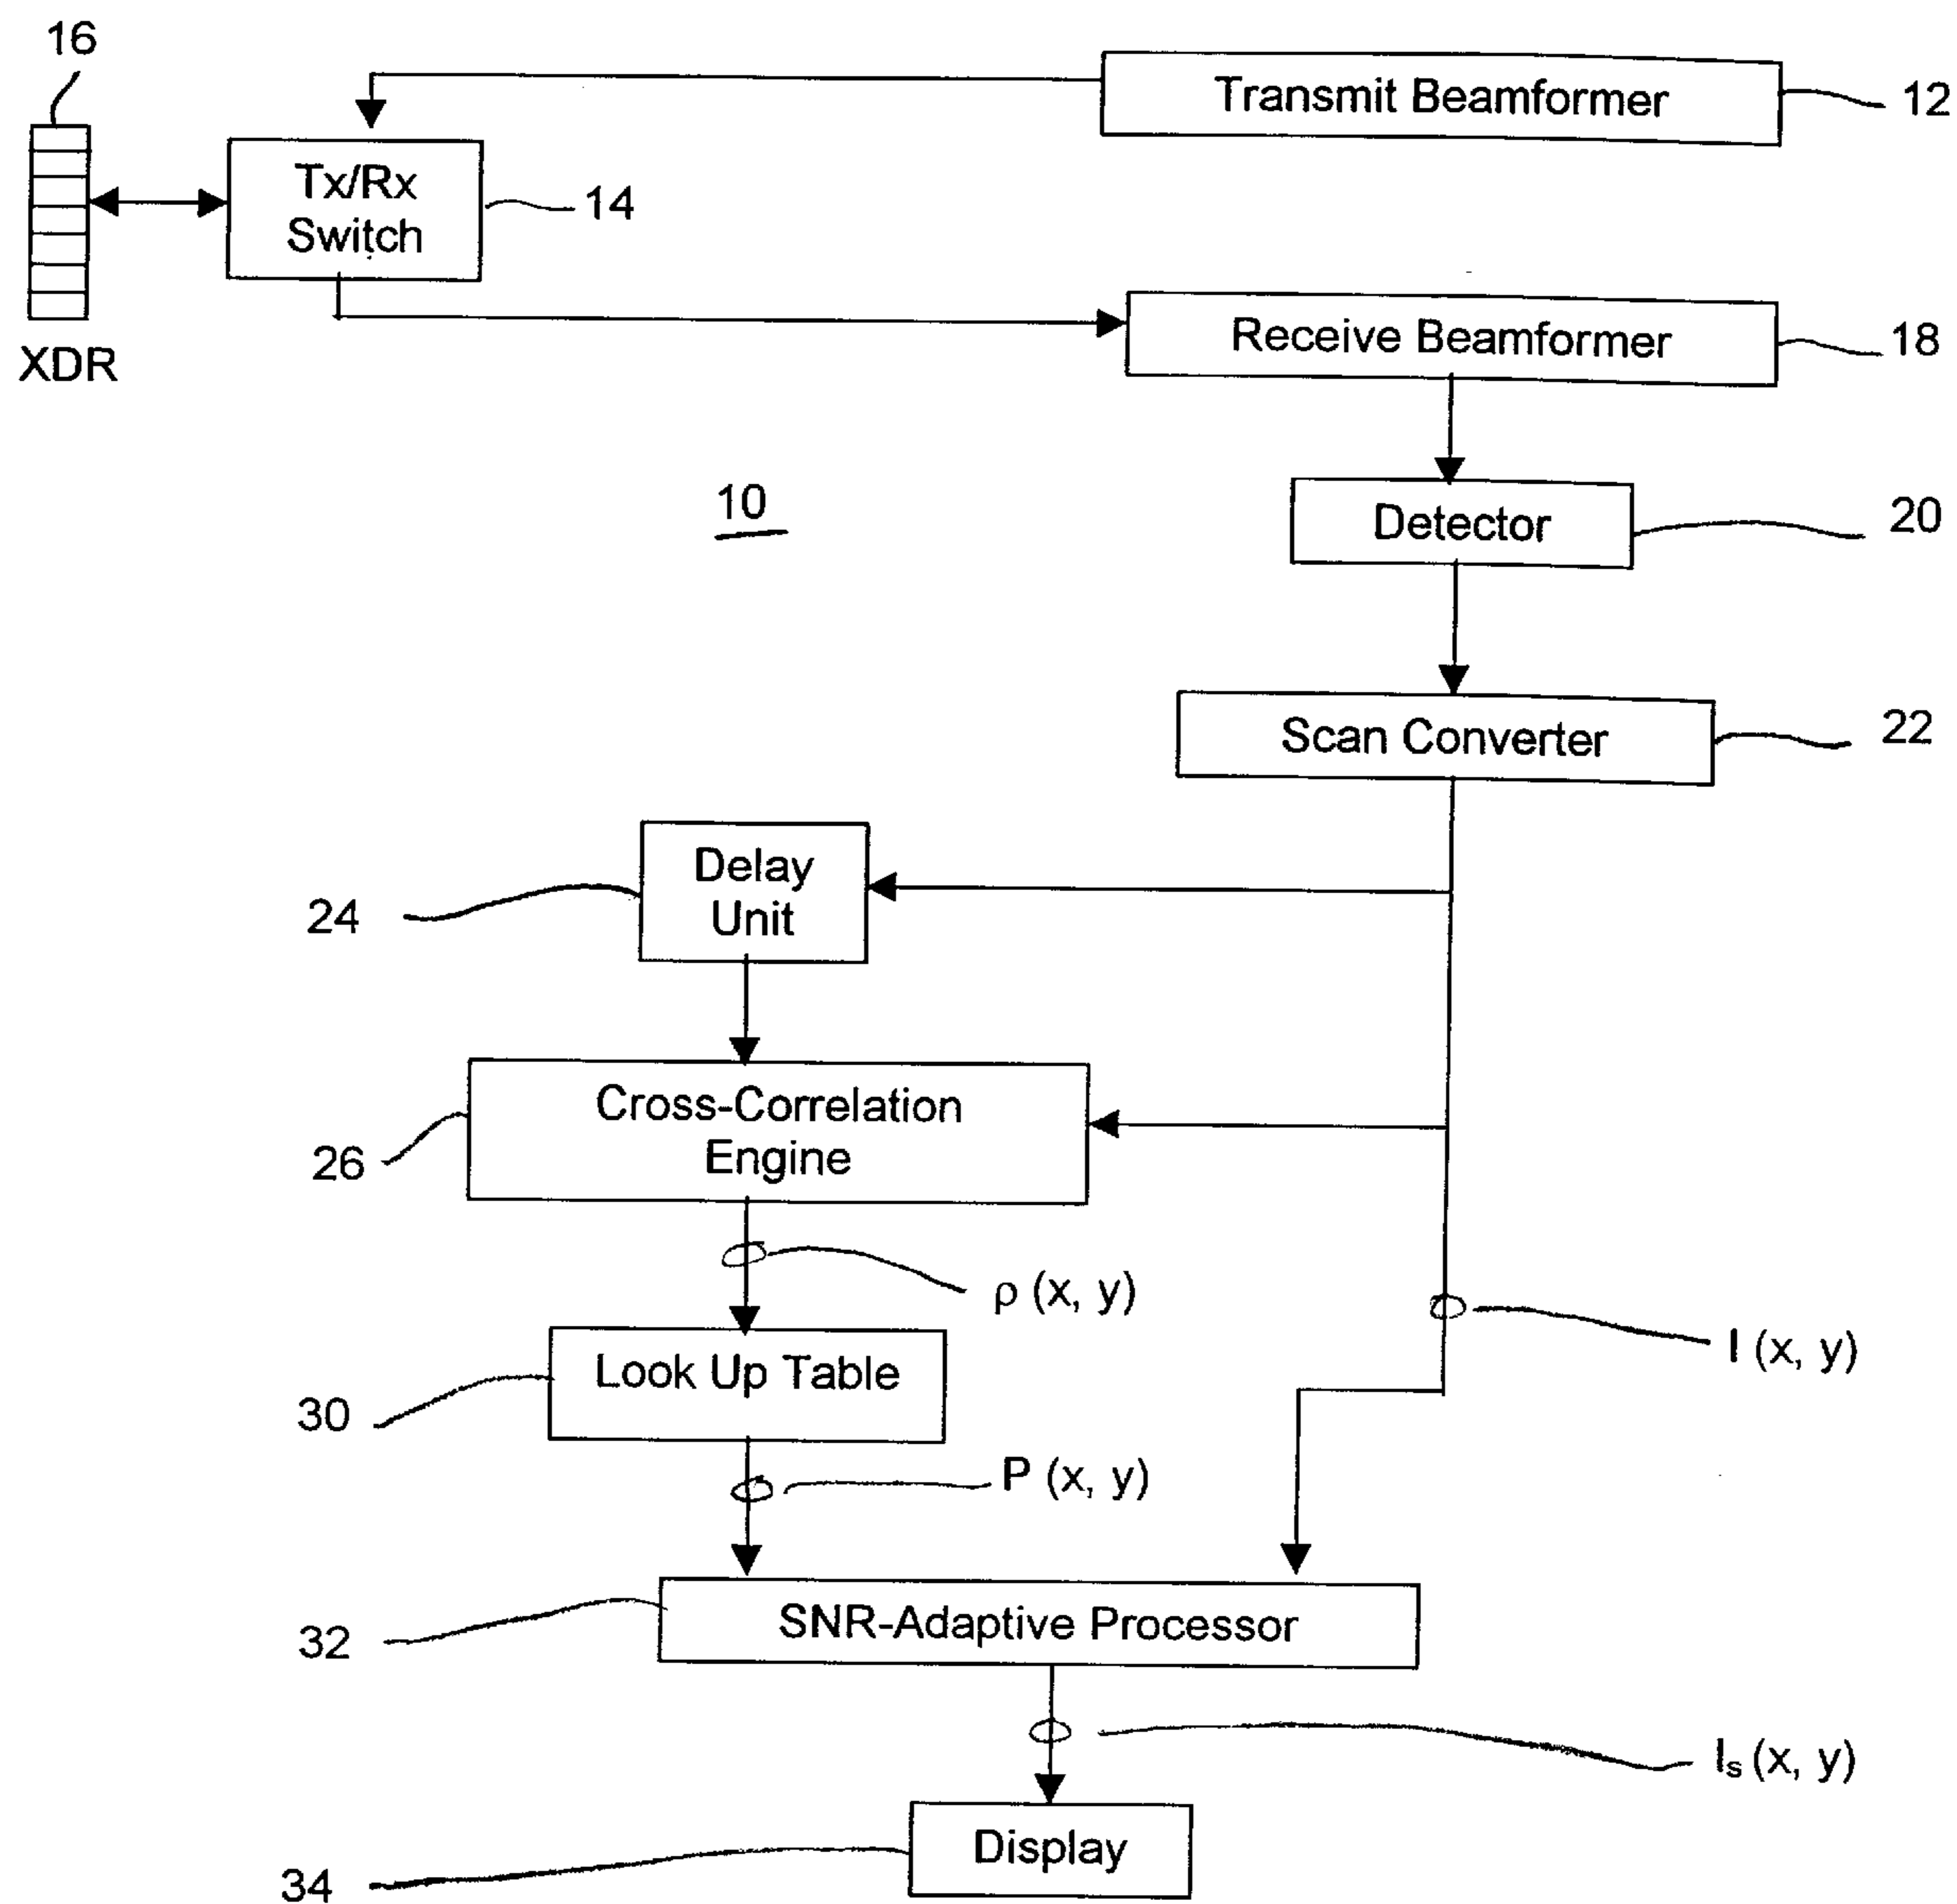 16
Transmit Beamformer
12
Tx/Rx
Switch
14
XDR
Receive Beamformer
18
10
Detector
20
Scan Converter
22
Delay
Unit
24
Cross-Correlation
Engine
26
ρ (x, y)
I (x, y)
Look Up Table
30
P (x, y)
SNR-Adaptive Processor
32
Iₛ (x, y)
Display
34